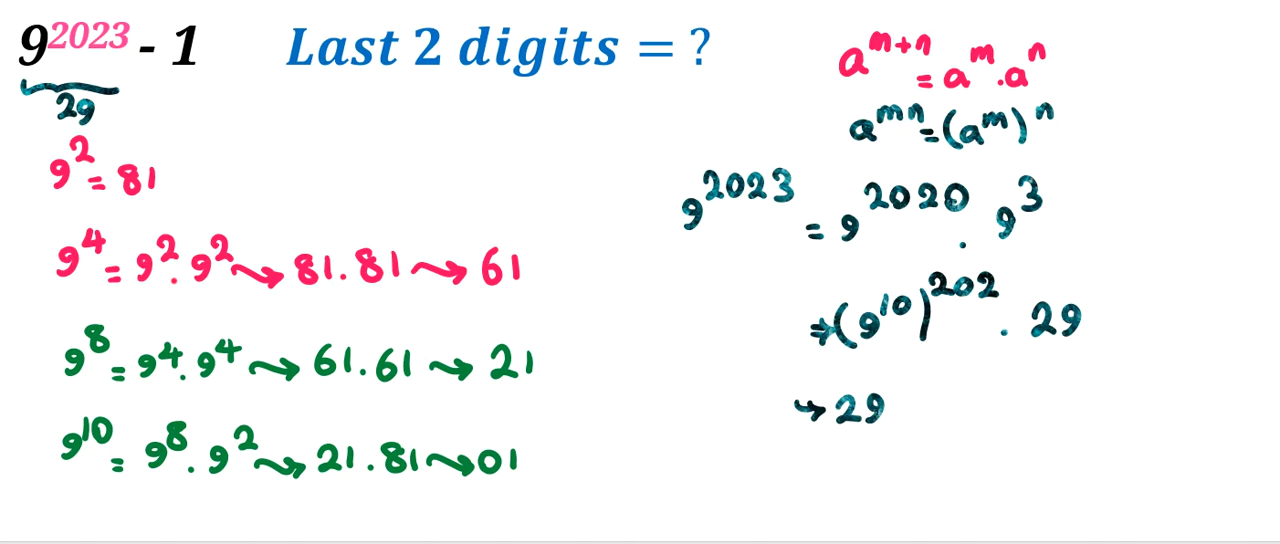 9^2023 - 1 Last 2 digits = ?
29
9^2 = 81
9^4 = 9^2 . 9^2 → 81.81 → 61
9^8 = 9^4 . 9^4 → 61.61 → 21
9^10 = 9^8 . 9^2 → 21.81 → 01
a^m+n = a^m . a^n
a^mn = (a^m)^n
9^2023 = 9^2020 . 9^3
⇒ (9^10)^202 . 29
→ 29